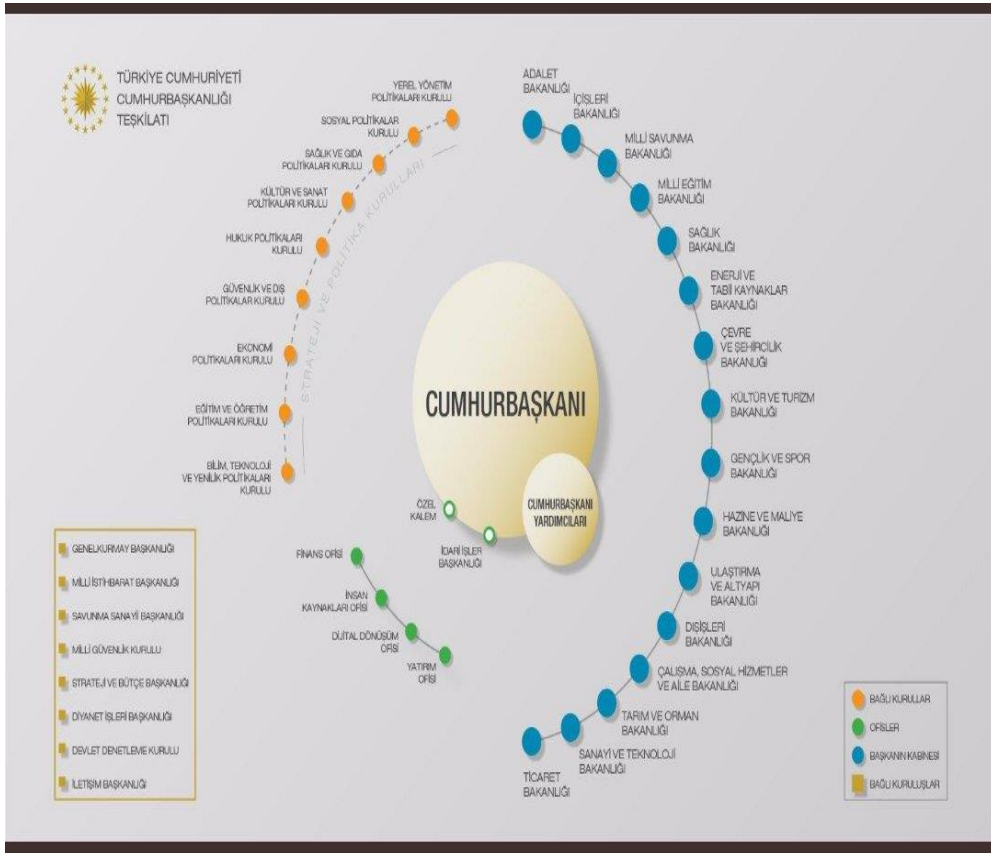 TÜRKİYE CUMHURİYETİ
CUMHURBAŞKANLIĞI
TEŞKİLATI
YEREL YÖNETİM
POLİTİKALARI KURULU
SOSYAL POLİTİKALAR
KURULU
SAĞLIK VE GIDA
POLİTİKALARI KURULU
KÜLTÜR VE SANAT
POLİTİKALARI KURULU
HUKUK POLİTİKALARI
KURULU
GÜVENLİK VE DIŞ
POLİTİKALAR KURULU
EKONOMİ
POLİTİKALARI KURULU
EĞİTİM VE ÖĞRETİM
POLİTİKALARI KURULU
BİLİM, TEKNOLOJİ
VE YENİLİK POLİTİKALARI
KURULU
STRATEJİ VE POLİTİKA KURULLARI
ADALET
BAKANLIĞI
İÇİŞLERİ
BAKANLIĞI
MİLLİ SAVUNMA
BAKANLIĞI
MİLLİ EĞİTİM
BAKANLIĞI
SAĞLIK
BAKANLIĞI
ENERJİ VE
TABİİ KAYNAKLAR
BAKANLIĞI
ÇEVRE
VE ŞEHİRCİLİK
BAKANLIĞI
KÜLTÜR VE TURİZM
BAKANLIĞI
GENÇLİK VE SPOR
BAKANLIĞI
HAZİNE VE MALİYE
BAKANLIĞI
ULAŞTIRMA
VE ALTYAPI
BAKANLIĞI
DIŞİŞLERİ
BAKANLIĞI
ÇALIŞMA, SOSYAL HİZMETLER
VE AİLE BAKANLIĞI
TARIM VE ORMAN
BAKANLIĞI
SANAYİ VE TEKNOLOJİ
BAKANLIĞI
TİCARET
BAKANLIĞI
CUMHURBAŞKANI
CUMHURBAŞKANI
YARDIMCILARI
ÖZEL
KALEM
İDARİ İŞLER
BAŞKANLIĞI
FİNANS OFİSİ
İNSAN
KAYNAKLARI OFİSİ
DİJİTAL DÖNÜŞÜM
OFİSİ
YATIRIM
OFİSİ
GENELKURMAY BAŞKANLIĞI
MİLLİ İSTİHBARAT BAŞKANLIĞI
SAVUNMA SANAYİ BAŞKANLIĞI
MİLLİ GÜVENLİK KURULU
STRATEJİ VE BÜTÇE BAŞKANLIĞI
DİYANET İŞLERİ BAŞKANLIĞI
DEVLET DENETLEME KURULU
İLETİŞİM BAŞKANLIĞI
BAĞLI KURULLAR
OFİSLER
BAŞKANIN KABİNESİ
BAĞLI KURULUŞLAR